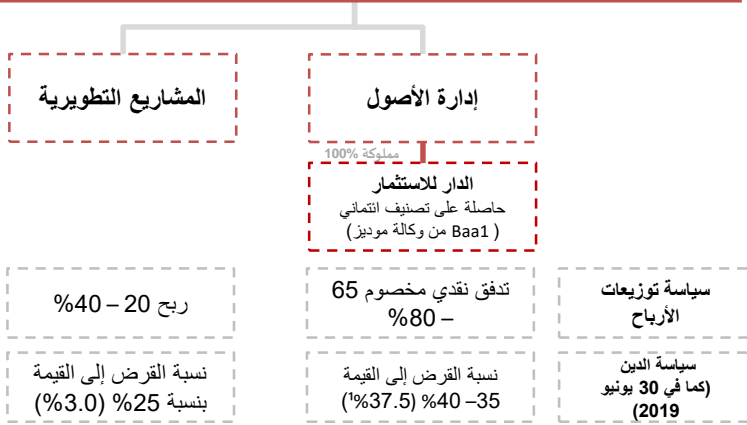 إدارة الأصول
المشاريع التطويرية
مملوكة 100%
الدار للاستثمار
حاصلة على تصنيف ائتماني
( Baa1 من وكالة موديز)
سياسة توزيعات
الأرباح
تدفق نقدي مخصوم 65
– 80%
ربح 20 – 40%
سياسة الدين
(كما في 30 يونيو
2019)
نسبة القرض إلى القيمة
35– 40% (37.5%¹)
نسبة القرض إلى القيمة
بنسبة 25% (3.0%)